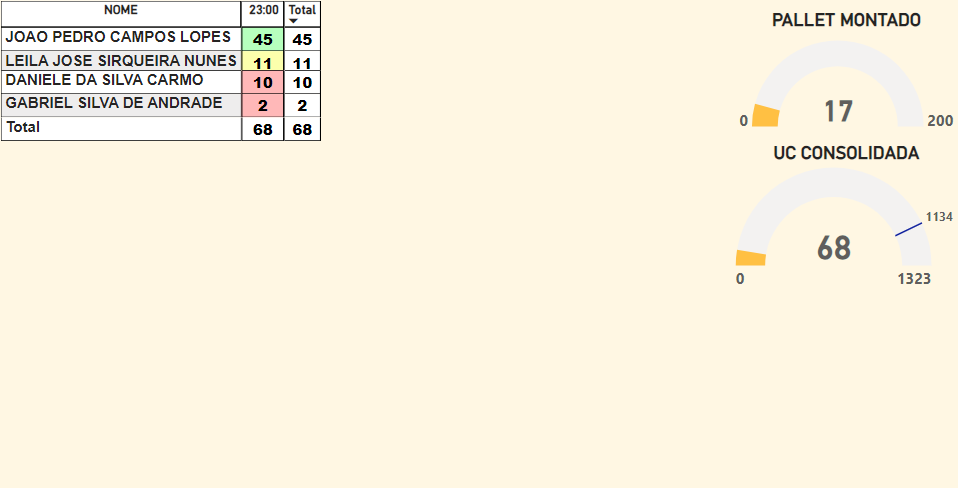 NOME 23:00 Total
JOAO PEDRO CAMPOS LOPES 45 45
LEILA JOSE SIRQUEIRA NUNES 11 11
DANIELE DA SILVA CARMO 10 10
GABRIEL SILVA DE ANDRADE 2 2
Total 68 68
PALLET MONTADO
17
0 200
UC CONSOLIDADA
1134
68
0 1323